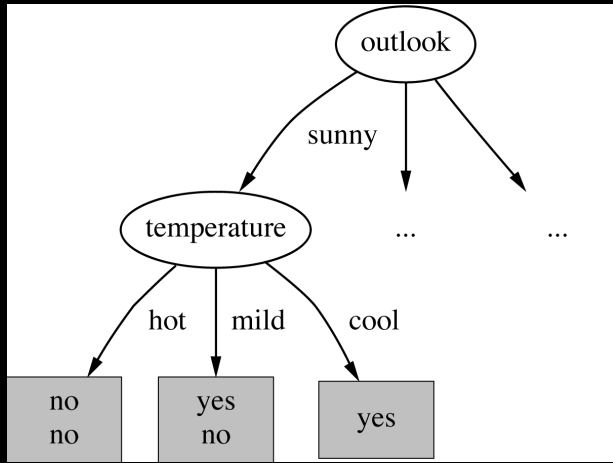 outlook
sunny
temperature
... ...
hot mild cool
no yes yes
no no